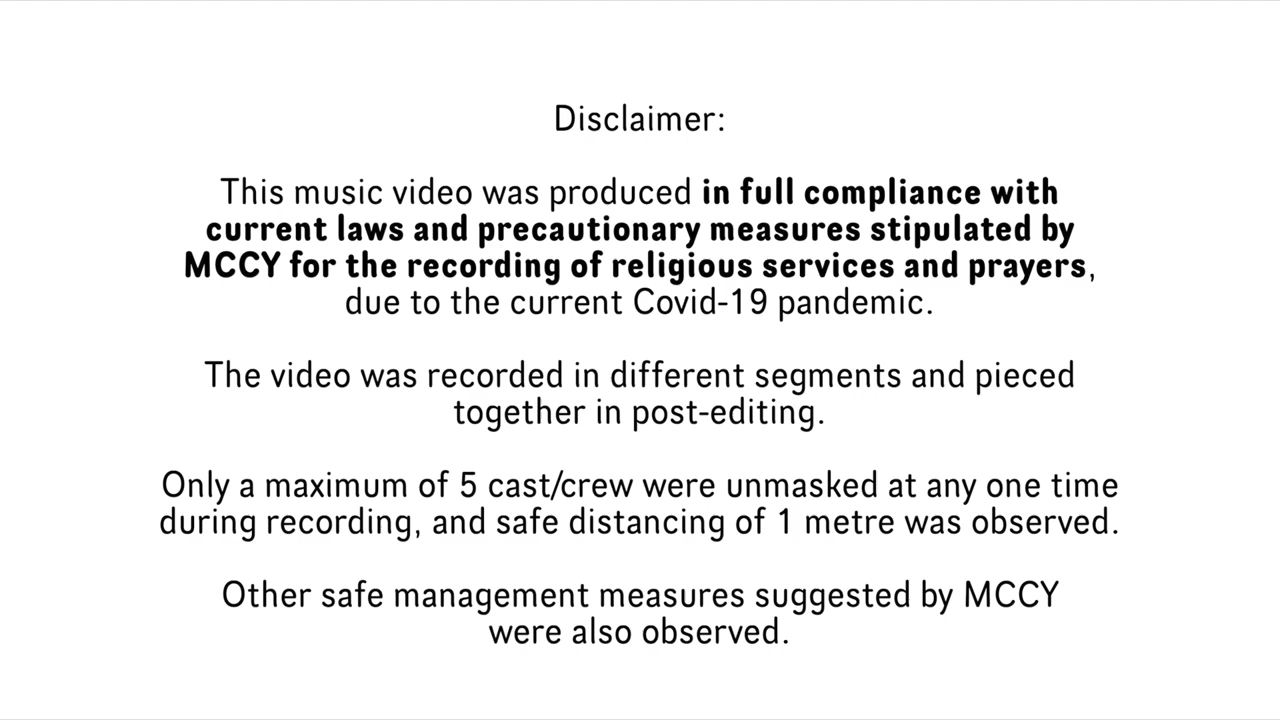 Disclaimer:
This music video was produced in full compliance with
current laws and precautionary measures stipulated by
MCCY for the recording of religious services and prayers,
due to the current Covid-19 pandemic.
The video was recorded in different segments and pieced
together in post-editing.
Only a maximum of 5 cast/crew were unmasked at any one time
during recording, and safe distancing of 1 metre was observed.
Other safe management measures suggested by MCCY
were also observed.